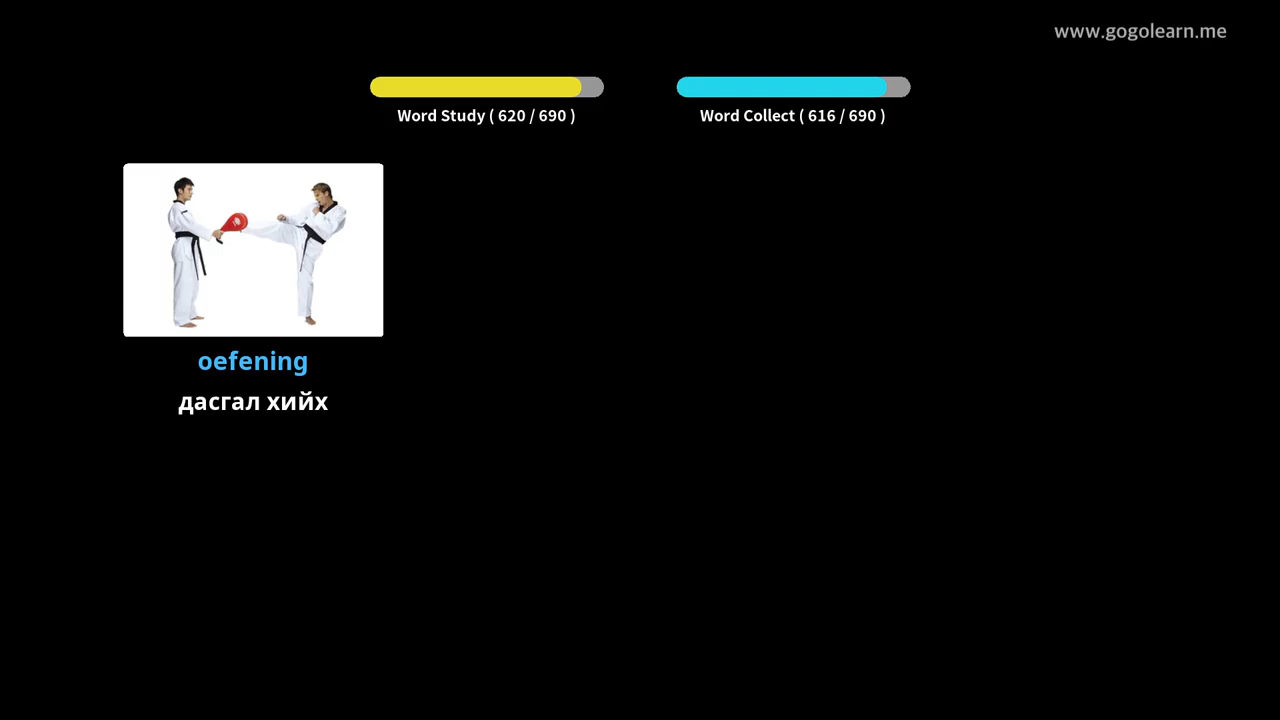 www.gogolearn.me
Word Study ( 620 / 690 )
Word Collect ( 616 / 690 )
oefening
дасгал хийх